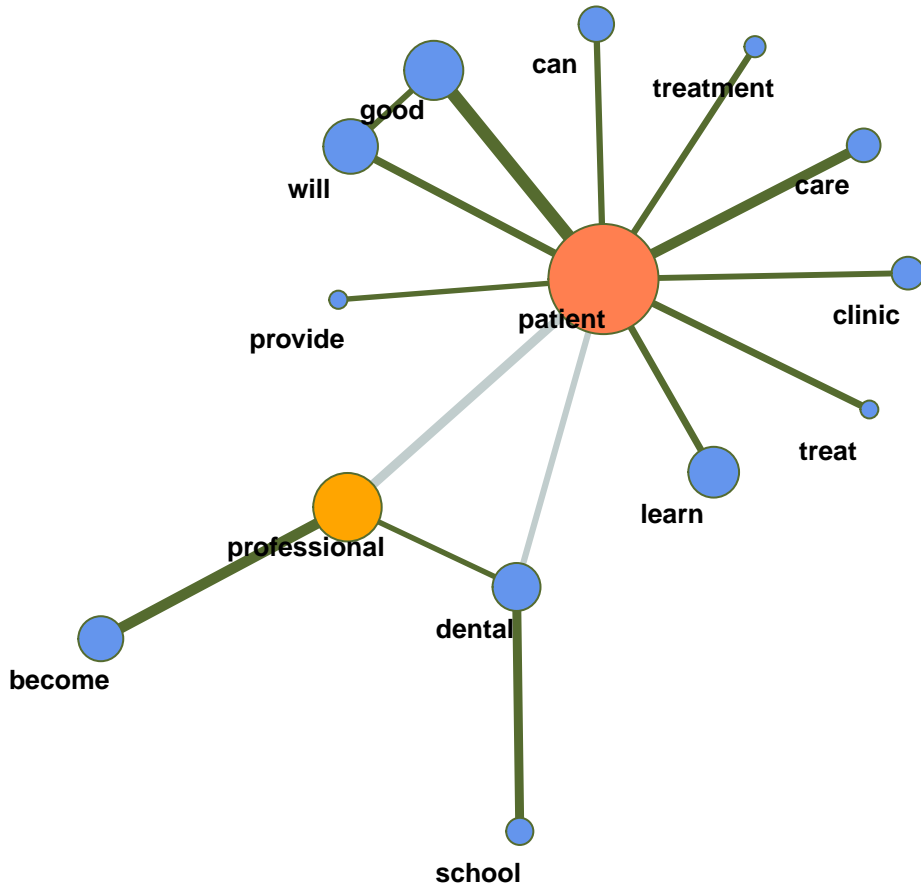 can
treatment
good
care
will
clinic
patient
provide
treat
learn
professional
dental
become
school